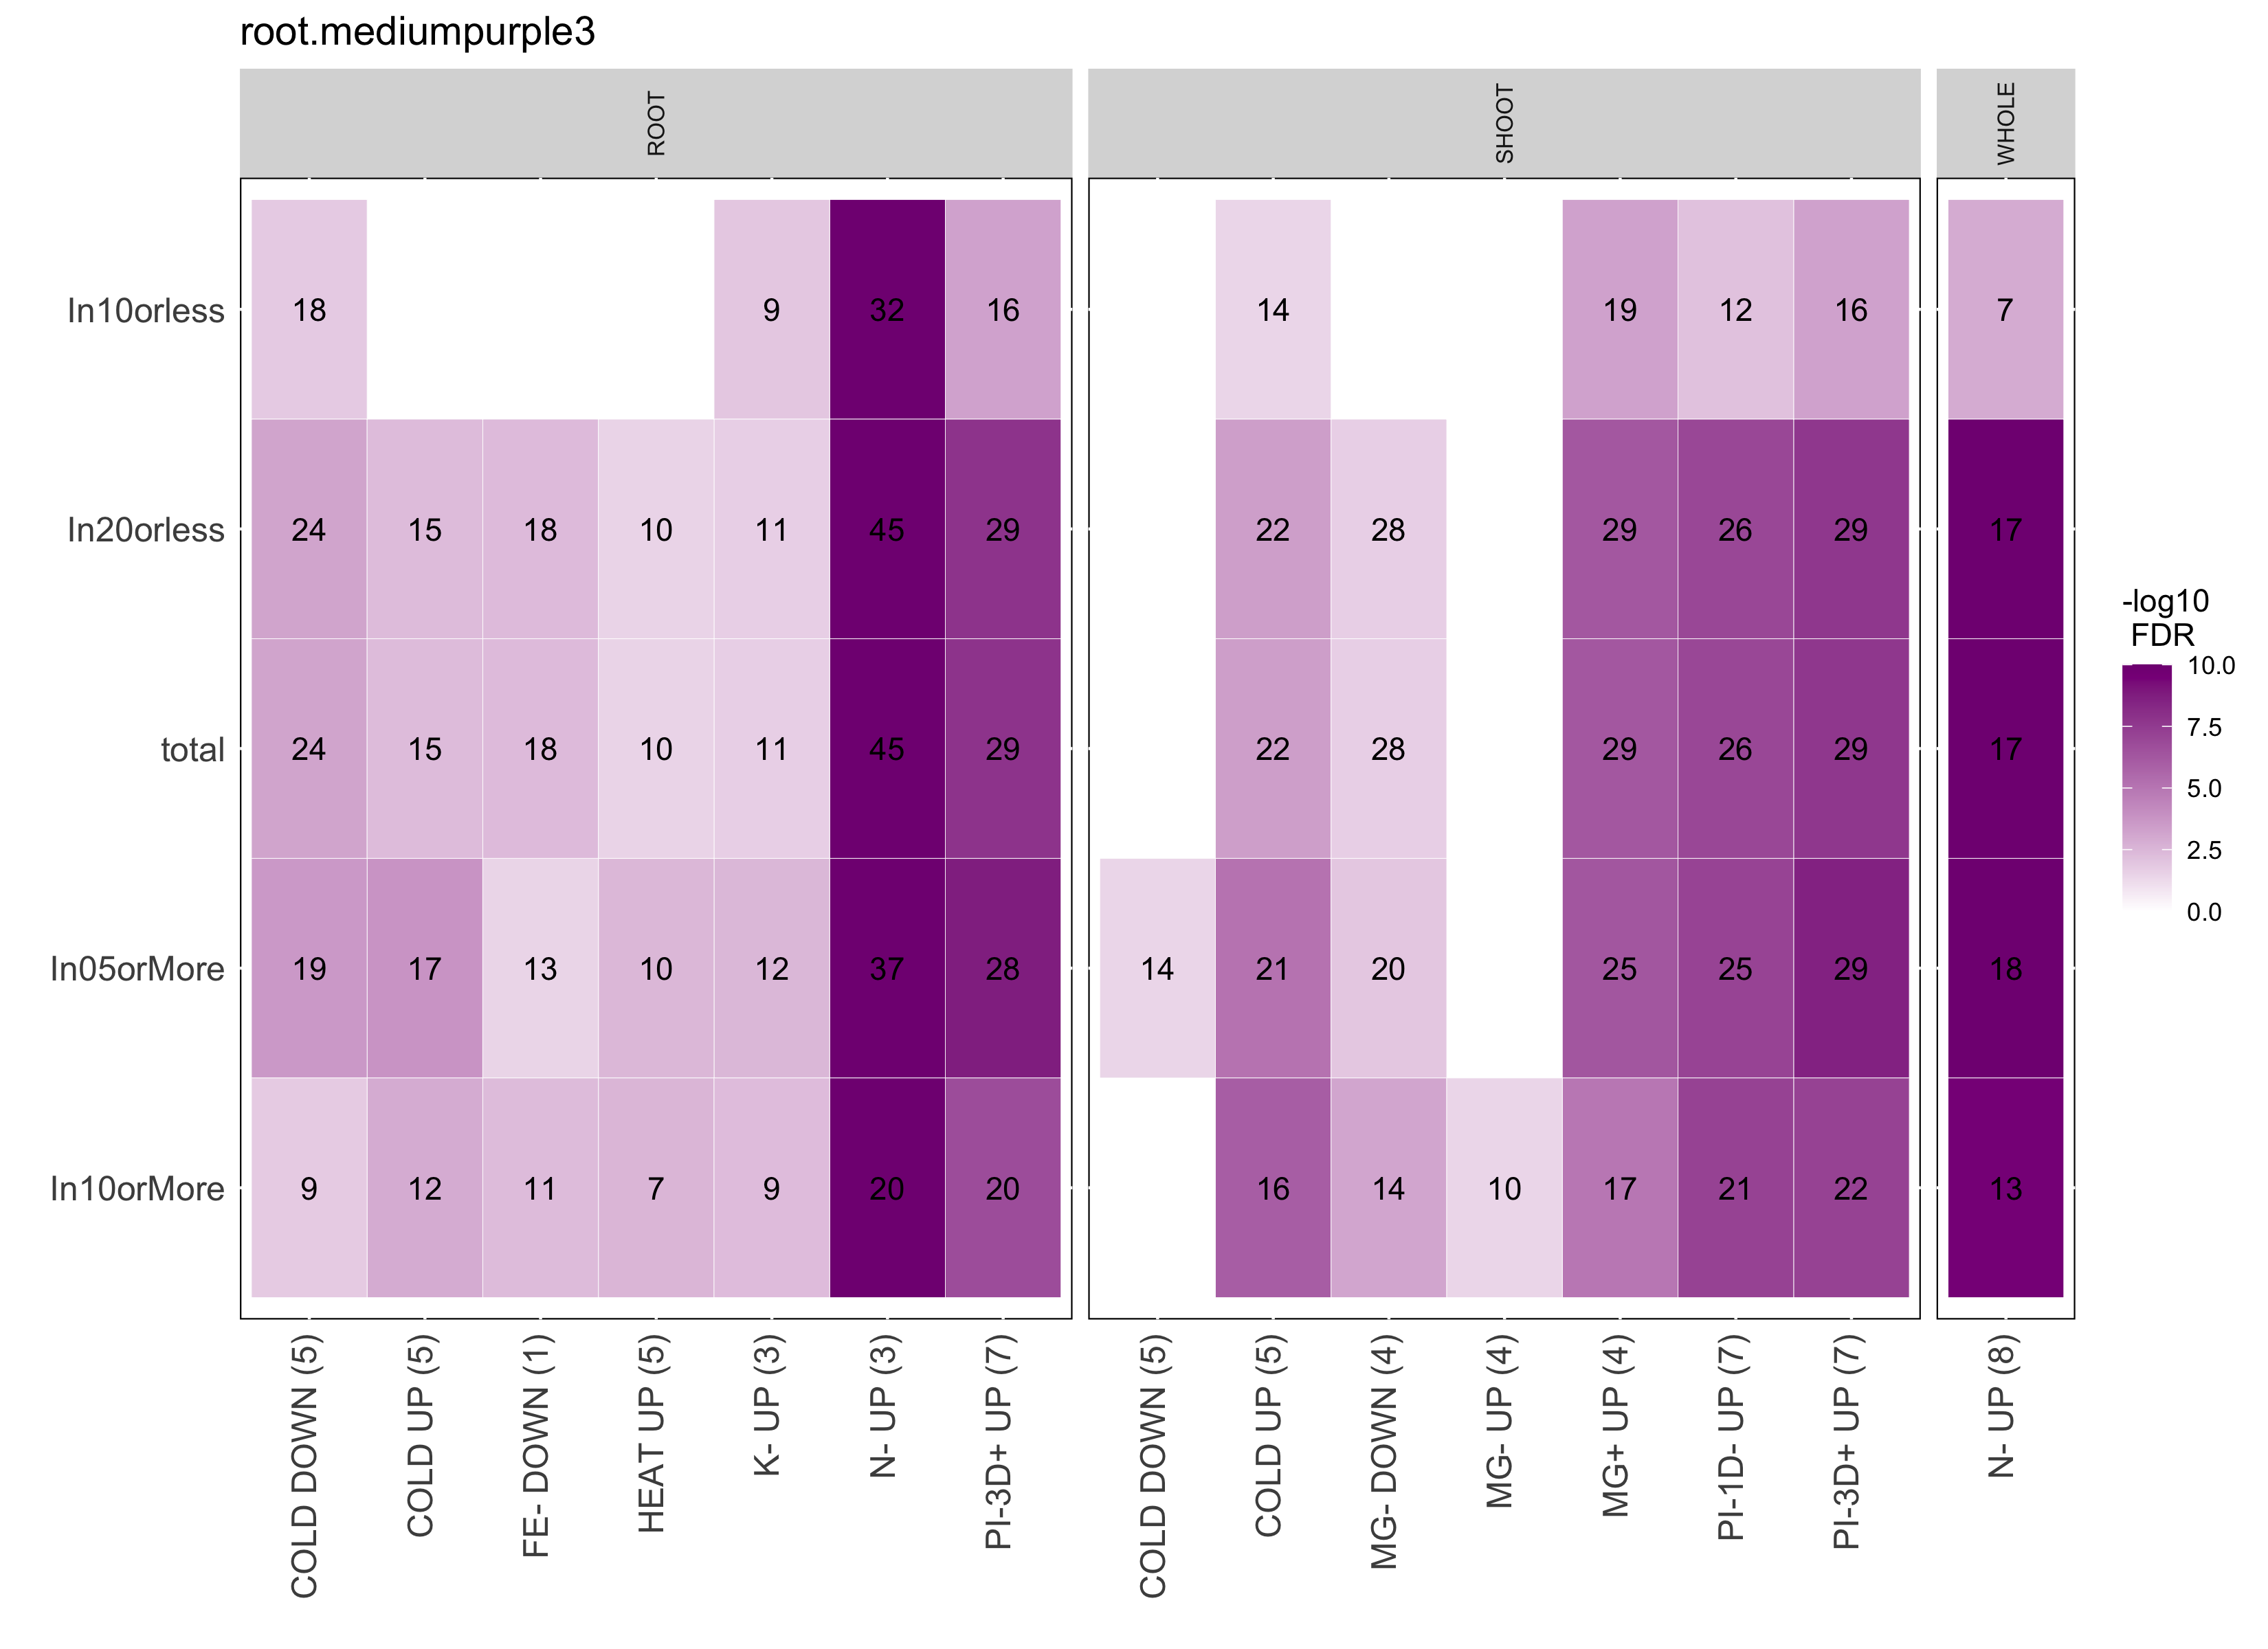 root.mediumpurple3
ROOT SHOOT WHOLE
In10orless 18 9 32 16 14 19 12 16 7
In20orless 24 15 18 10 11 45 29 22 28 29 26 29 17
total 24 15 18 10 11 45 29 22 28 29 26 29 17
In05orMore 19 17 13 10 12 37 28 14 21 20 25 25 29 18
In10orMore 9 12 11 7 9 20 20 16 14 10 17 21 22 13
COLD DOWN (5)
COLD UP (5)
FE- DOWN (1)
HEAT UP (5)
K- UP (3)
N- UP (3)
PI-3D+ UP (7)
COLD DOWN (5)
COLD UP (5)
MG- DOWN (4)
MG- UP (4)
MG+ UP (4)
PI-1D- UP (7)
PI-3D+ UP (7)
N- UP (8)
-log10
FDR
10.0
7.5
5.0
2.5
0.0